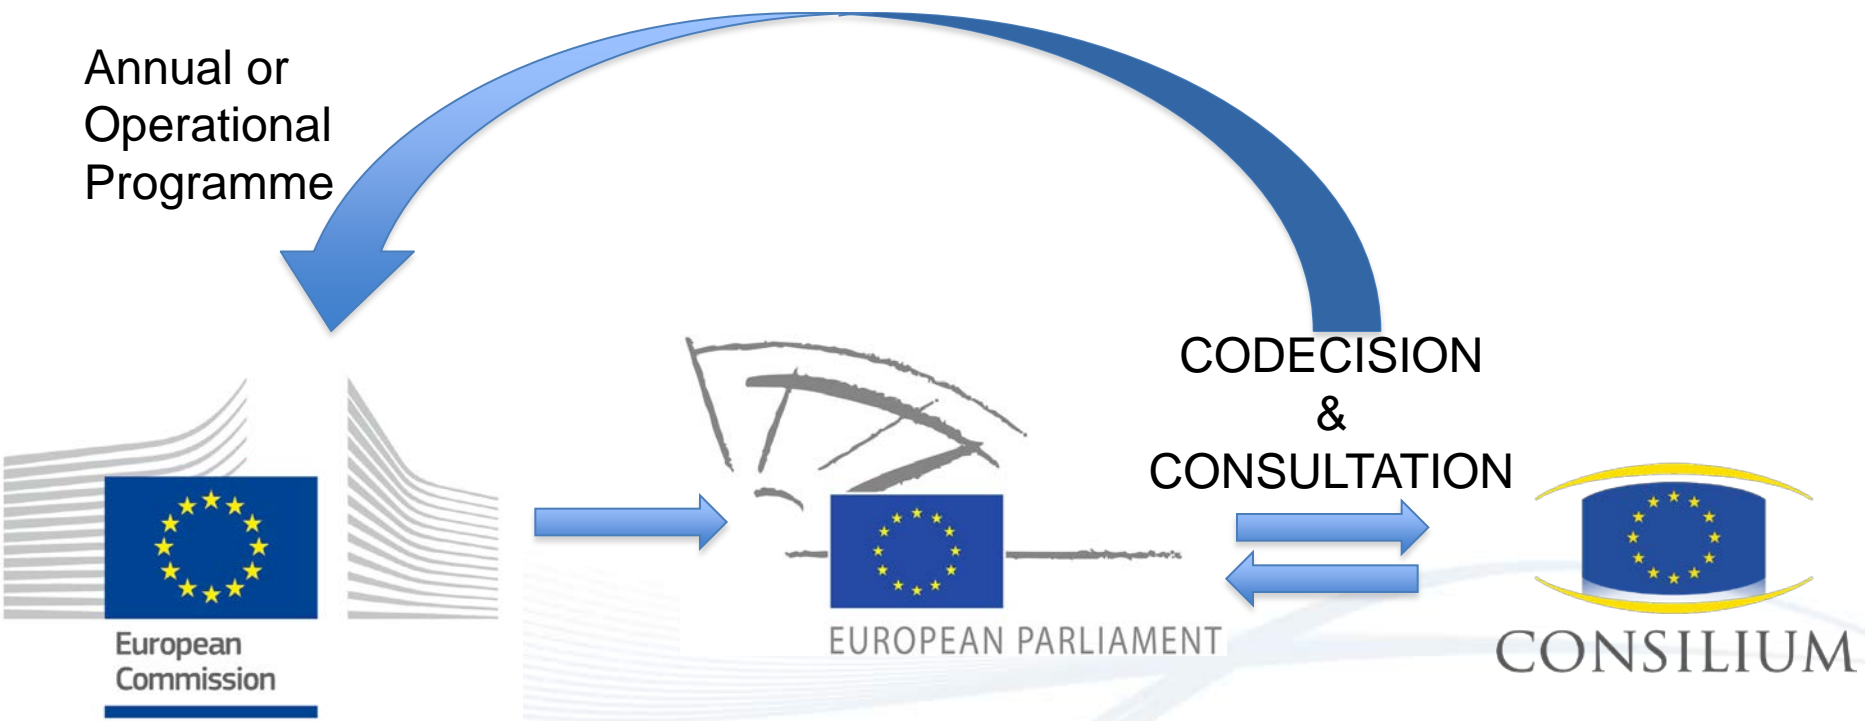 Annual or
Operational
Programme
CODECISION
&
CONSULTATION
European
Commission
EUROPEAN PARLIAMENT
CONSILIUM